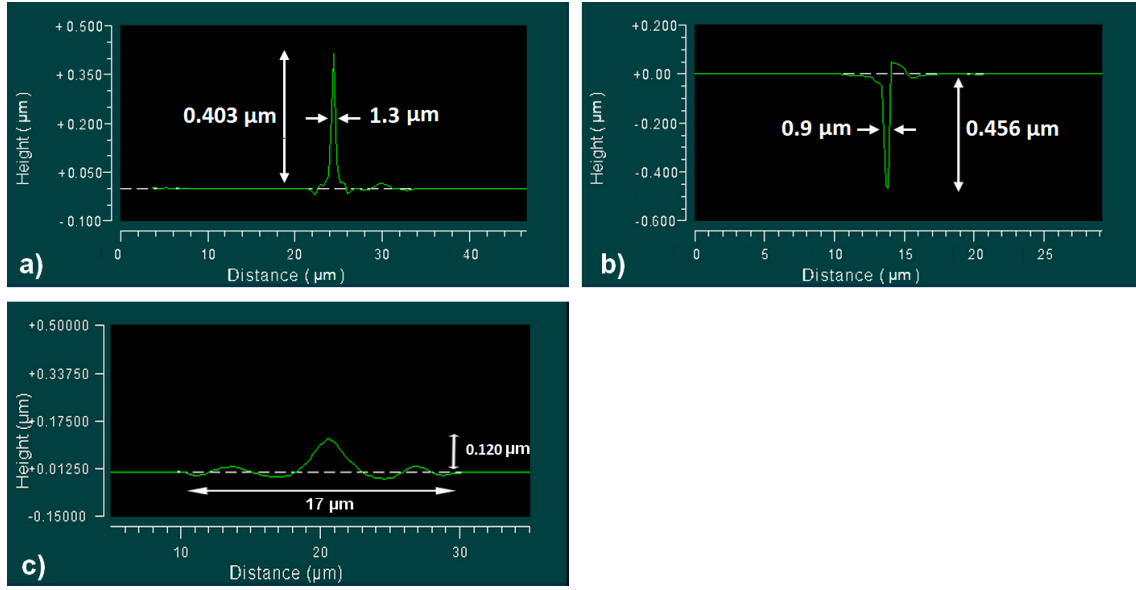 +0.500
+0.350
+0.200
+0.050
-0.100
Height ( µm)
0.403 µm
1.3 µm
0
10
20
30
40
Distance ( µm)
a)
+0.200
+0.00
-0.200
-0.400
-0.600
Height ( µm)
0.9 µm
0.456 µm
0
5
10
15
20
25
Distance ( µm)
b)
+0.50000
+0.33750
+0.17500
+0.01250
-0.15000
Height (µm)
0.120 µm
17 µm
10
20
30
Distance (µm)
c)